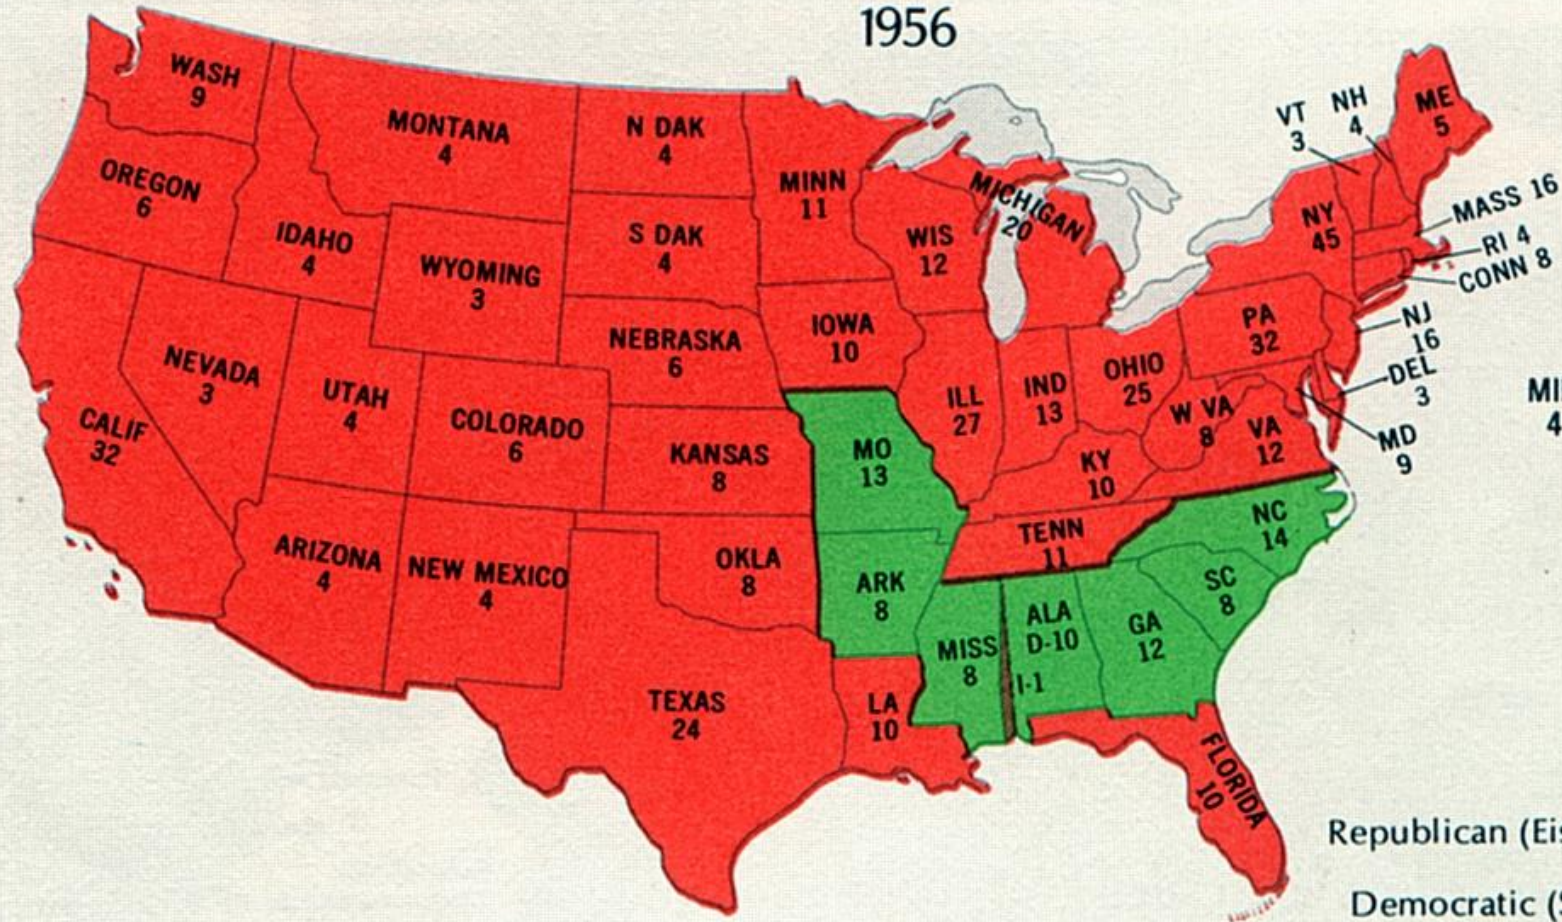 1956
WASH
9
MONTANA
4
N DAK
4
MINN
11
OREGON
6
IDAHO
4
WYOMING
3
S DAK
4
WIS
12
MICHIGAN
20
VT
3
NH
4
ME
5
NY
45
MASS 16
RI 4
CONN 8
NEVADA
3
UTAH
4
COLORADO
6
NEBRASKA
6
IOWA
10
ILL
27
IND
13
OHIO
25
PA
32
NJ
16
DEL
3
MD
9
MI
4
CALIF
32
KANSAS
8
MO
13
KY
10
W VA
8
VA
12
ARIZONA
4
NEW MEXICO
4
OKLA
8
ARK
8
TENN
11
NC
14
SC
8
TEXAS
24
LA
10
MISS
8
ALA
D-10
I-1
GA
12
FLORIDA
10
Republican (Eis
Democratic (S